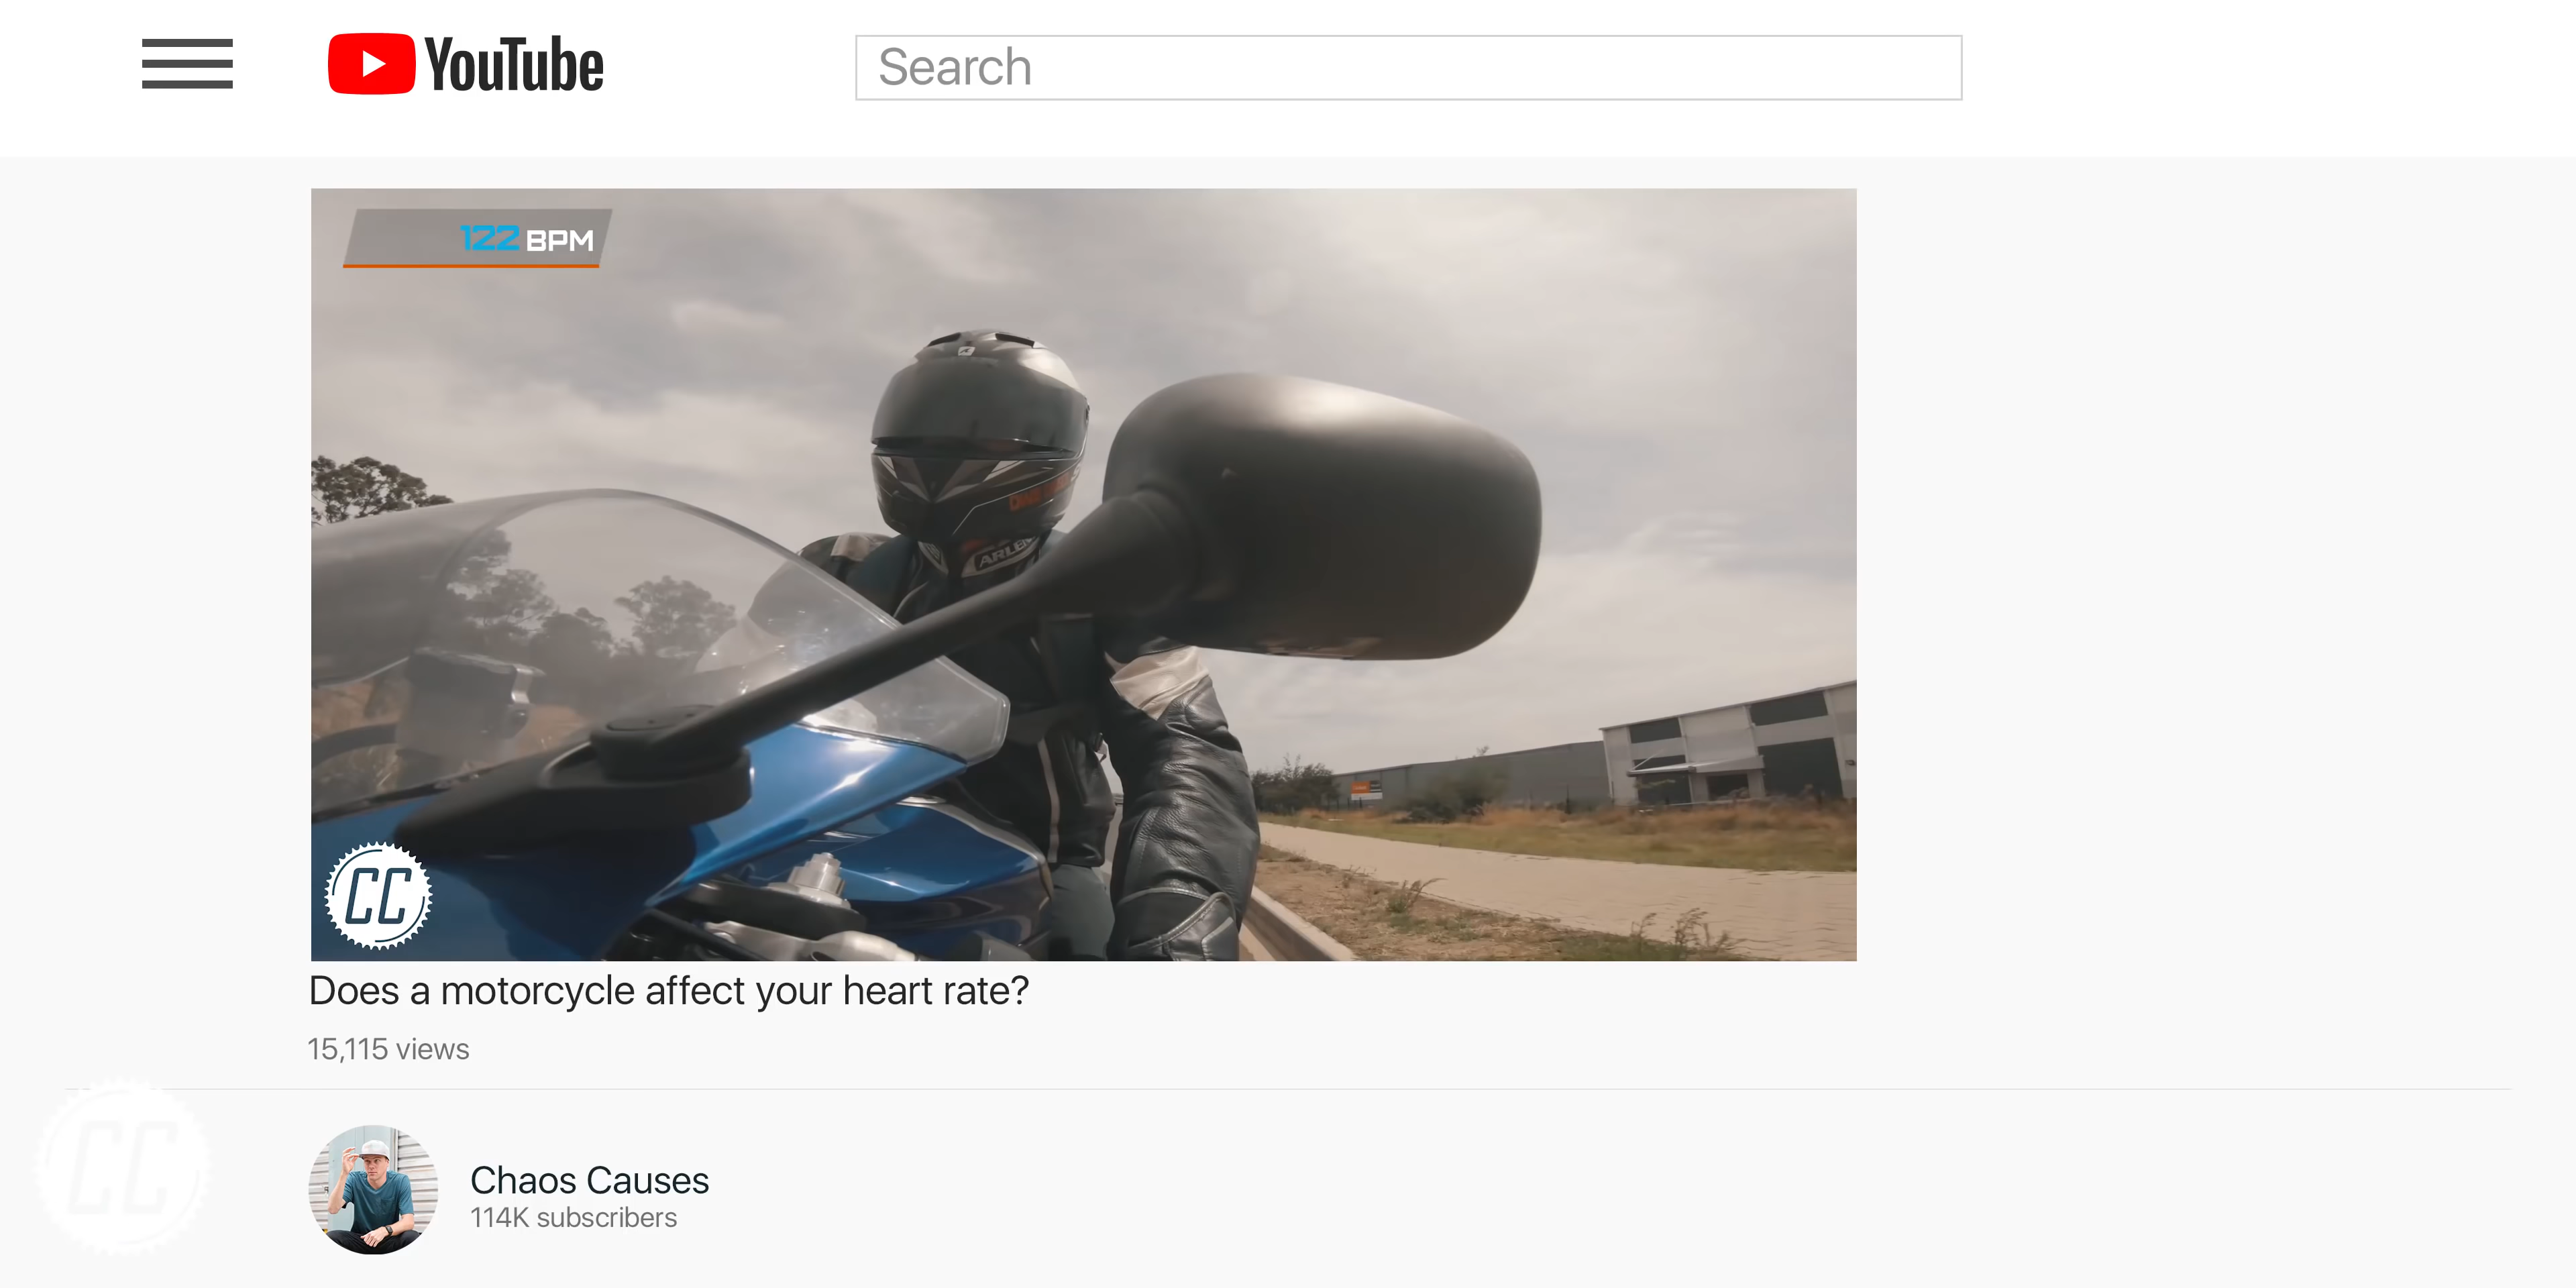 YouTube
Search
122 BPM
ARLEN
CC
Does a motorcycle affect your heart rate?
15,115 views
CC
Chaos Causes
114K subscribers